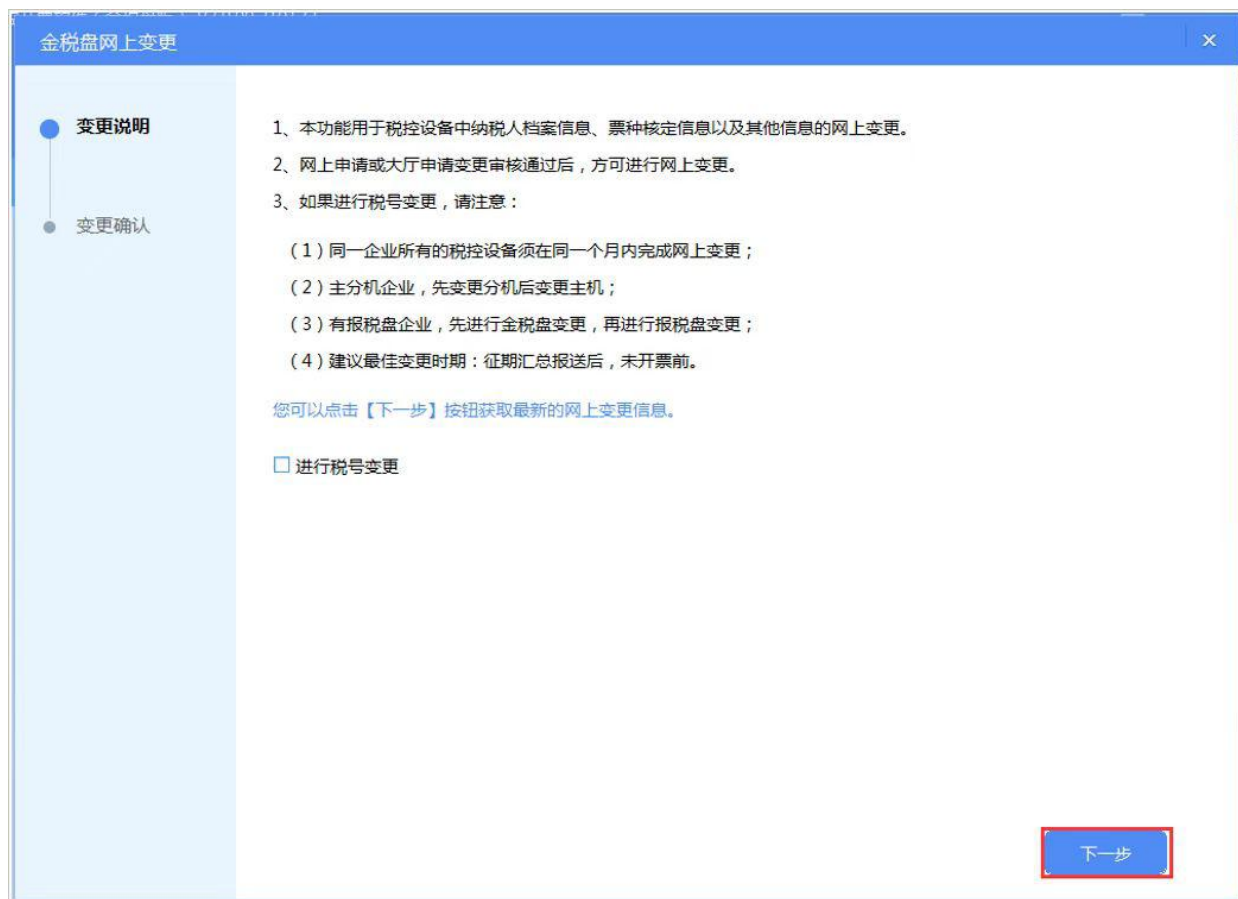 金税盘网上变更
变更说明
变更确认
1、本功能用于税控设备中纳税人档案信息、票种核定信息以及其他信息的网上变更。
2、网上申请或大厅申请变更审核通过后，方可进行网上变更。
3、如果进行税号变更，请注意：
（1）同一企业所有的税控设备须在同一个月内完成网上变更；
（2）主分机企业，先变更分机后变更主机；
（3）有报税盘企业，先进行金税盘变更，再进行报税盘变更；
（4）建议最佳变更时期：征期汇总报送后，未开票前。
您可以点击【下一步】按钮获取最新的网上变更信息。
进行税号变更
下一步